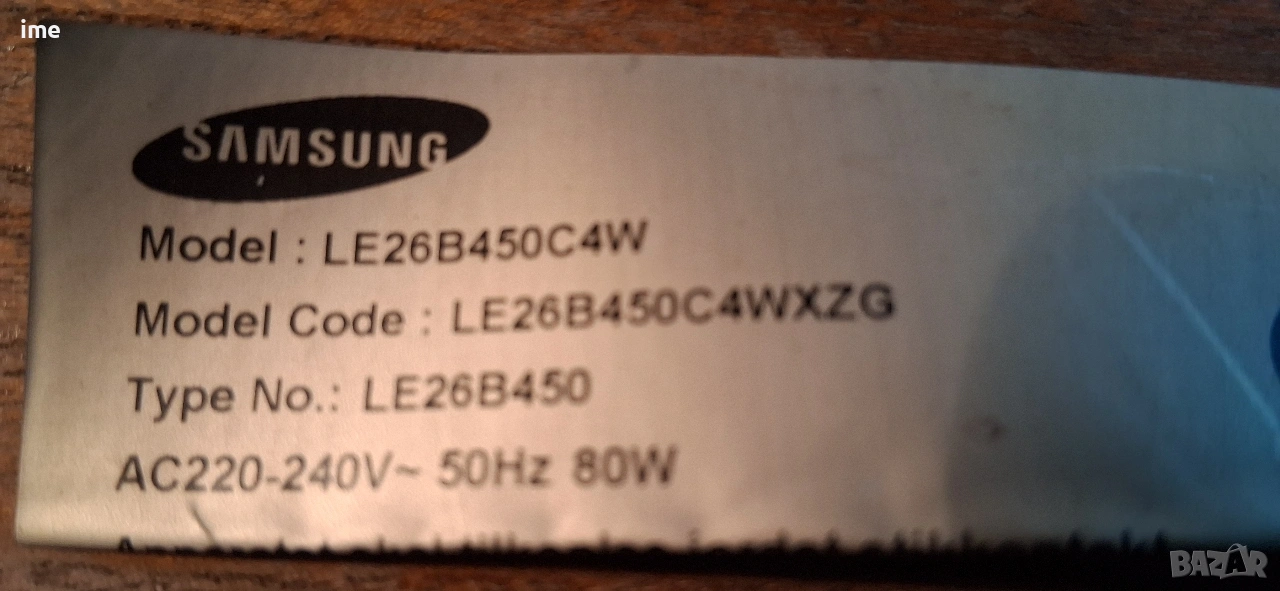 ime
SAMSUNG
Model : LE26B450C4W
Model Code : LE26B450C4WXZG
Type No.: LE26B450
AC220-240V~ 50Hz 80W
BAZAR